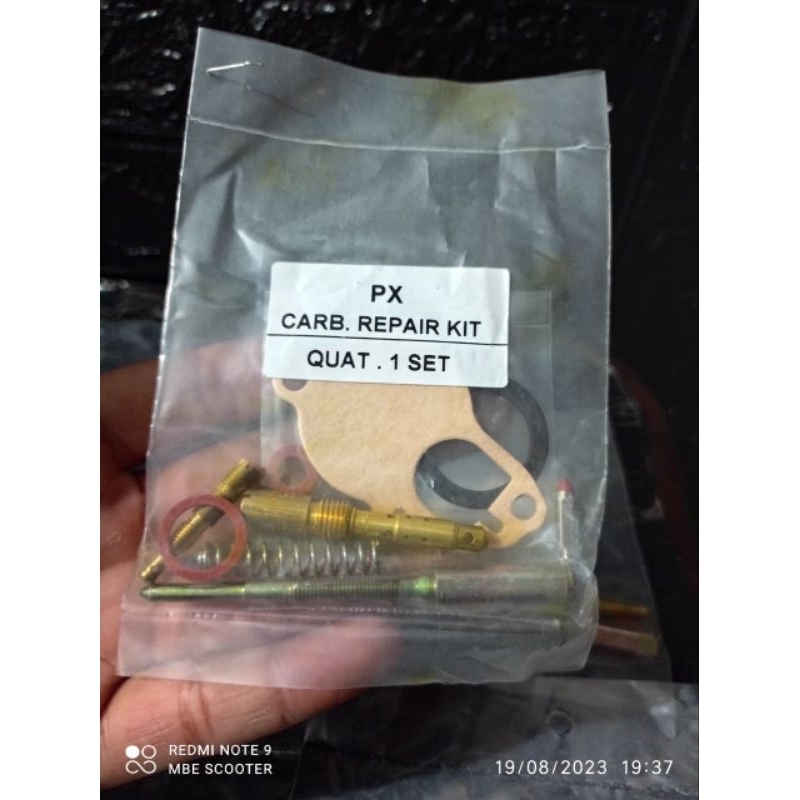 PX
CARB. REPAIR KIT
QUAT . 1 SET
REDMI NOTE 9
MBE SCOOTER
19/08/2023 19:37